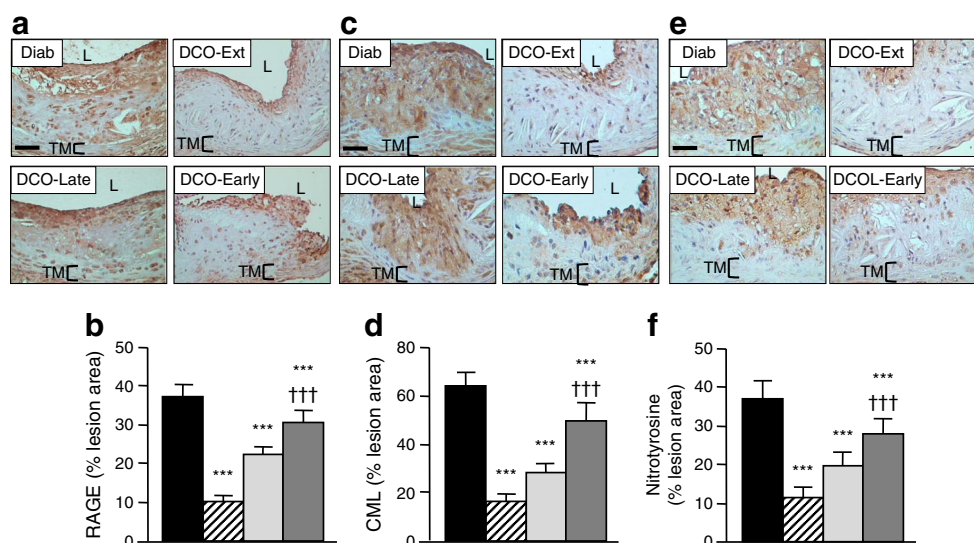 a
Diab
L
DCO-Ext
L
TM
TM
DCO-Late
L
DCO-Early
L
TM
TM
c
Diab
L
DCO-Ext
L
TM
TM
DCO-Late
L
DCO-Early
L
TM
TM
e
Diab
L
DCO-Ext
TM
TM
DCO-Late
L
DCOL-Early
TM
TM
b
RAGE (% lesion area)
50
40
30
20
10
0
***
***
***
†††
d
CML (% lesion area)
80
60
40
20
0
***
***
***
†††
f
Nitrotyrosine
(% lesion area)
50
40
30
20
10
0
***
***
***
†††